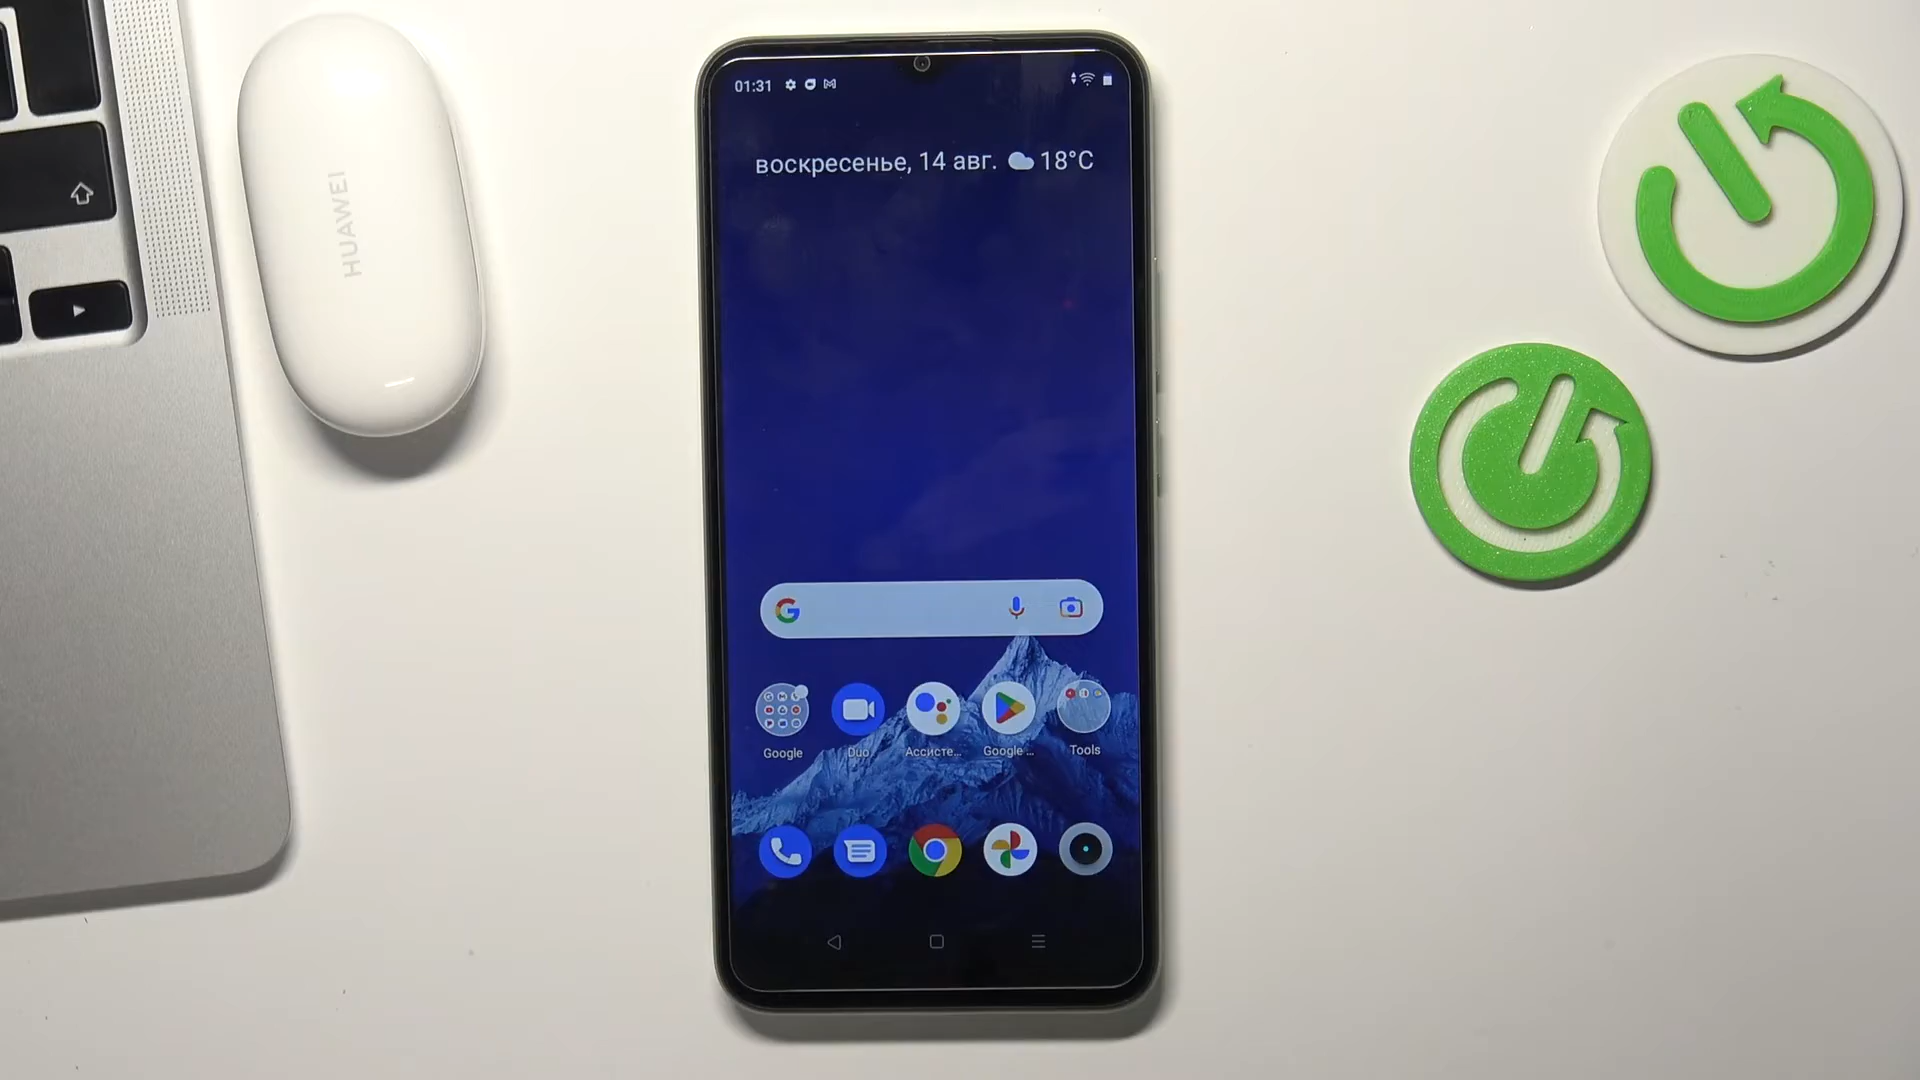 HUAWEI
01:31
воскресенье, 14 авг. 18°C
Google
Duo
Ассисте...
Google ...
Tools